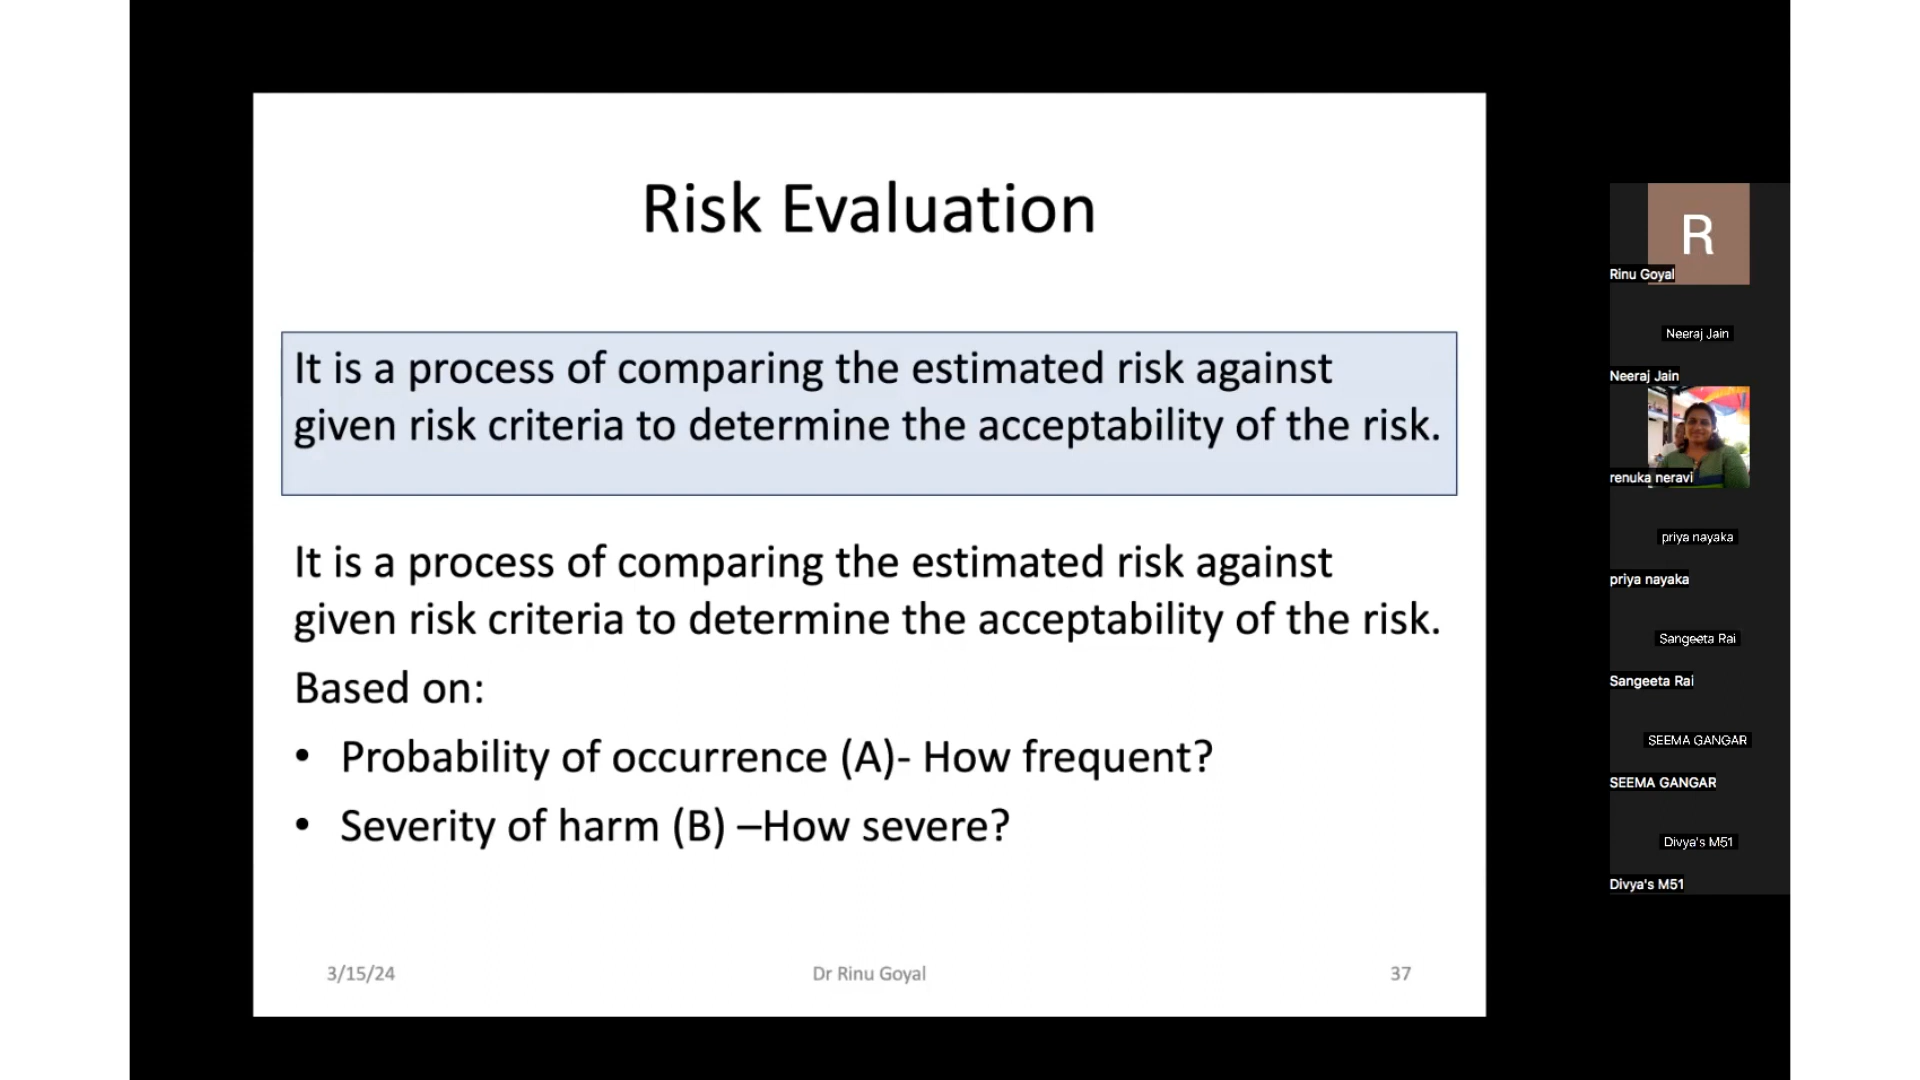 Risk Evaluation
It is a process of comparing the estimated risk against
given risk criteria to determine the acceptability of the risk.
It is a process of comparing the estimated risk against
given risk criteria to determine the acceptability of the risk.
Based on:
• Probability of occurrence (A)- How frequent?
• Severity of harm (B) –How severe?
3/15/24
Dr Rinu Goyal
37
R
Rinu Goyal
Neeraj Jain
Neeraj Jain
renuka neravi
priya nayaka
priya nayaka
Sangeeta Rai
Sangeeta Rai
SEEMA GANGAR
SEEMA GANGAR
Divya's M51
Divya's M51